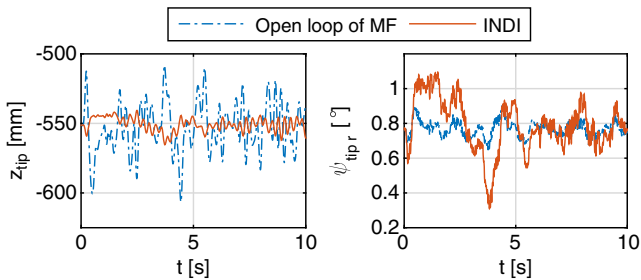 Open loop of MF INDI
z_tip [mm]
-500
-550
-600
0 5 10
t [s]
ψ_tip r [°]
1
0.8
0.6
0.4
0.2
0 5 10
t [s]